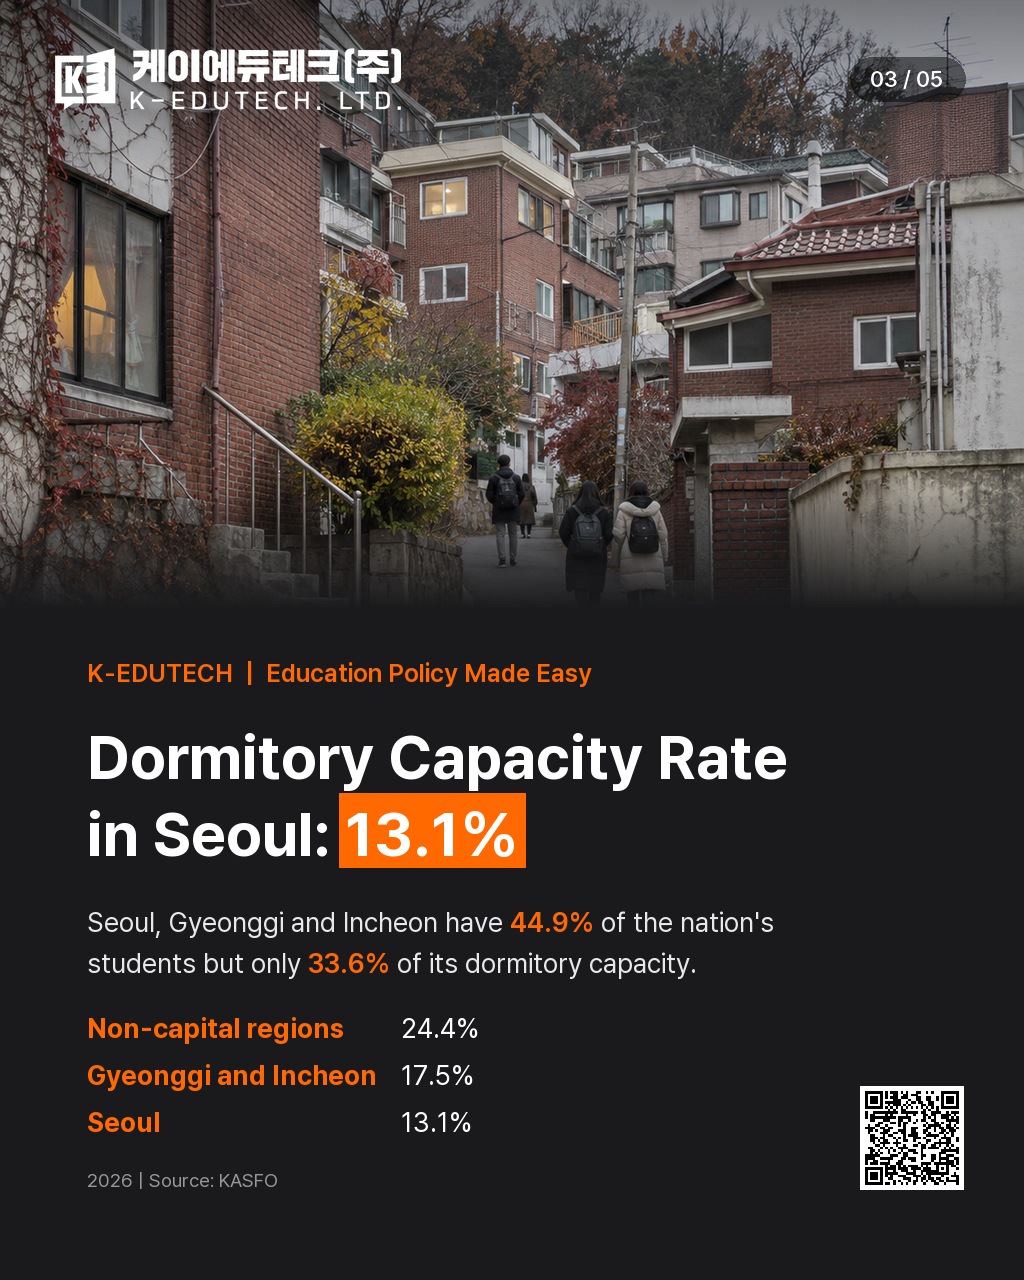 케이에듀테크(주)
K-EDUTECH. LTD.
03 / 05
K-EDUTECH | Education Policy Made Easy
Dormitory Capacity Rate
in Seoul: 13.1%
Seoul, Gyeonggi and Incheon have 44.9% of the nation's
students but only 33.6% of its dormitory capacity.
Non-capital regions 24.4%
Gyeonggi and Incheon 17.5%
Seoul 13.1%
2026 | Source: KASFO